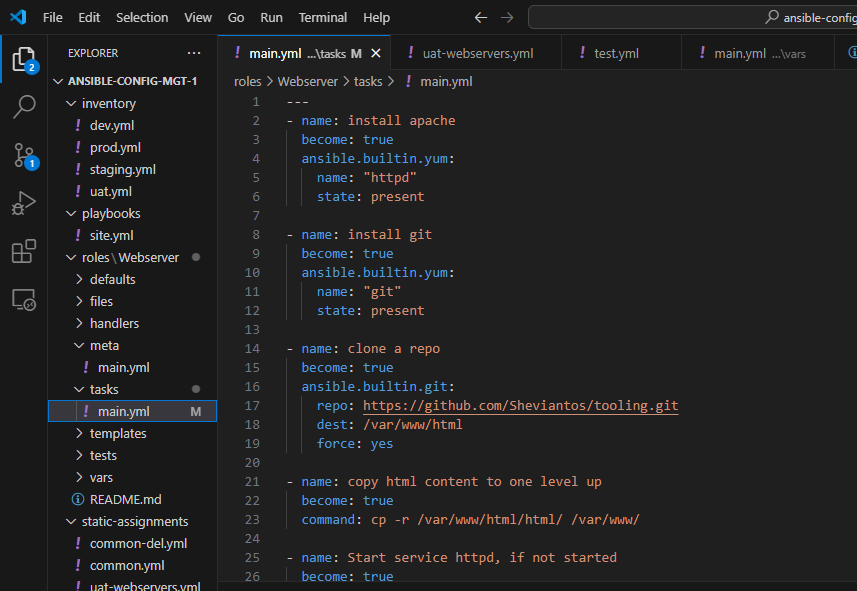 File Edit Selection View Go Run Terminal Help ansible-config
EXPLORER ···
main.yml ...\tasks M
uat-webservers.yml
test.yml
main.yml ...\vars
ANSIBLE-CONFIG-MGT-1
inventory
dev.yml
prod.yml
staging.yml
uat.yml
playbooks
site.yml
roles\Webserver
defaults
files
handlers
meta
main.yml
tasks
main.yml M
templates
tests
vars
README.md
static-assignments
common-del.yml
common.yml
uat-webservers.yml
2
1
roles > Webserver > tasks > ! main.yml
1 ---
2 - name: install apache
3 become: true
4 ansible.builtin.yum:
5 name: "httpd"
6 state: present
7
8 - name: install git
9 become: true
10 ansible.builtin.yum:
11 name: "git"
12 state: present
13
14 - name: clone a repo
15 become: true
16 ansible.builtin.git:
17 repo: https://github.com/Sheviantos/tooling.git
18 dest: /var/www/html
19 force: yes
20
21 - name: copy html content to one level up
22 become: true
23 command: cp -r /var/www/html/html/ /var/www/
24
25 - name: Start service httpd, if not started
26 become: true